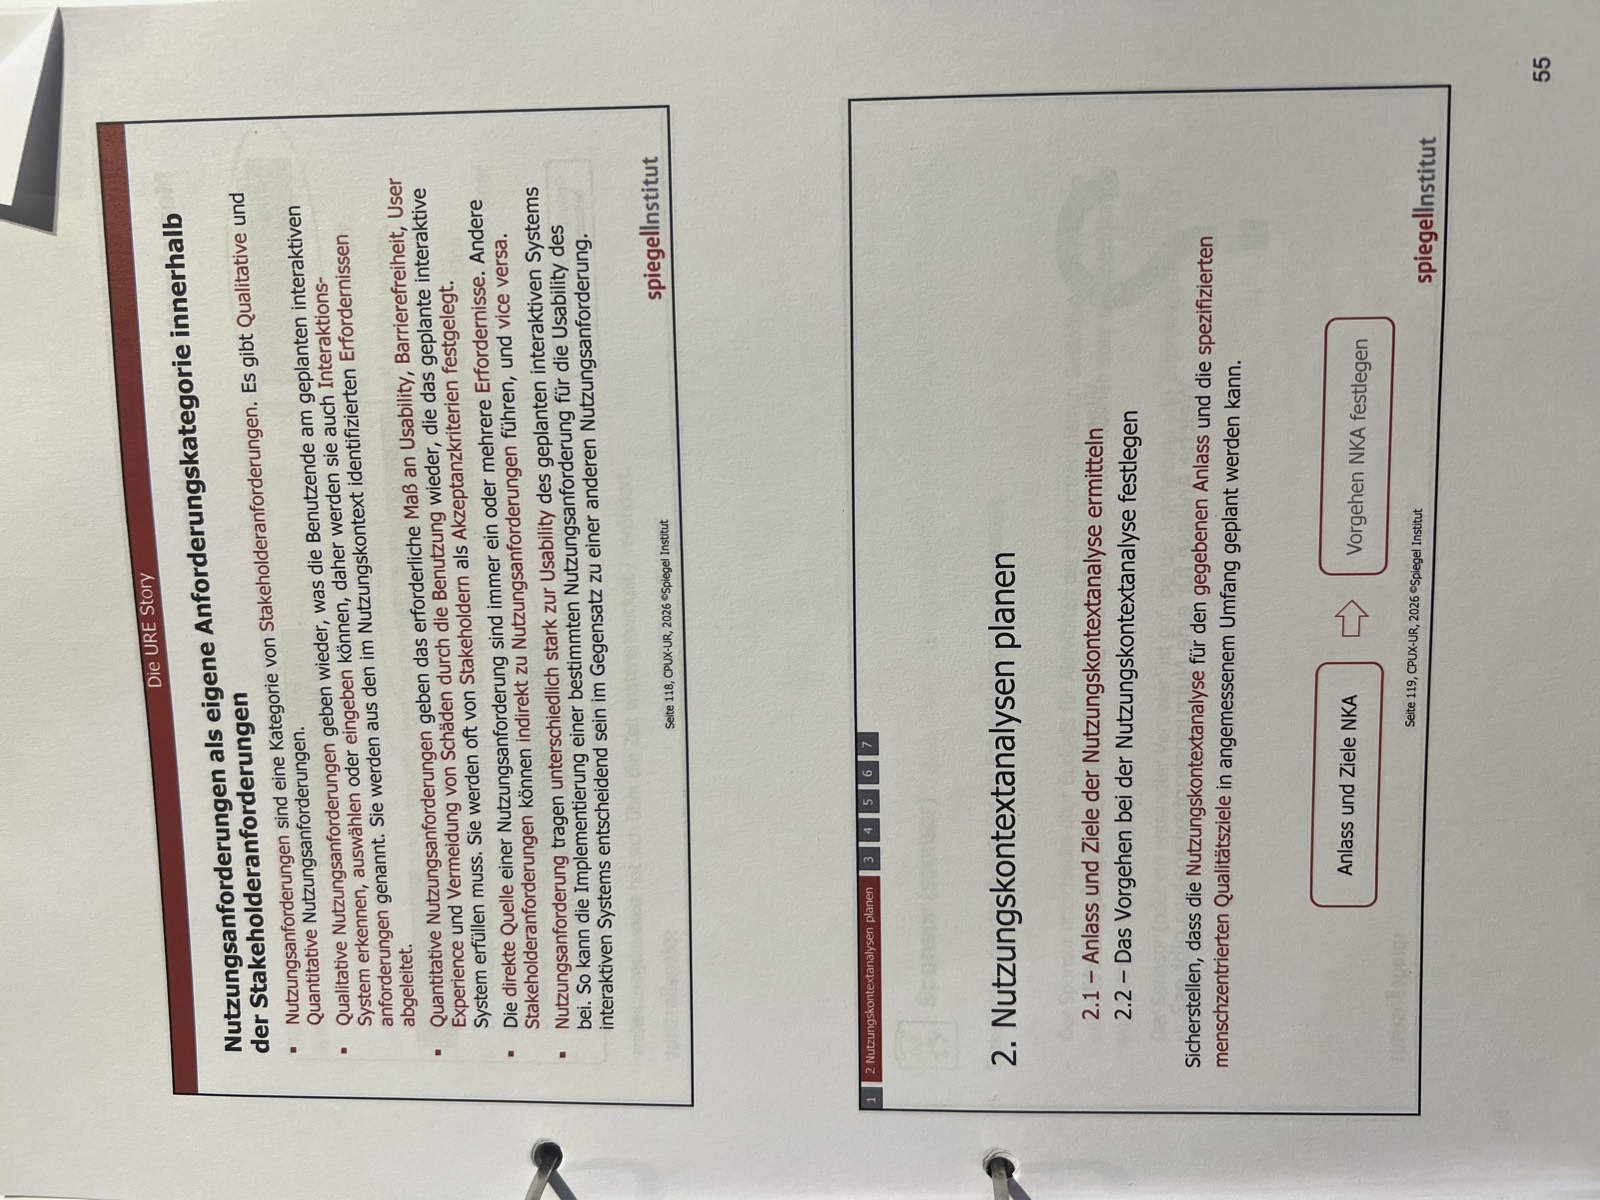 Die URE Story
Nutzungsanforderungen als eigene Anforderungskategorie innerhalb
der Stakeholderanforderungen
▪ Nutzungsanforderungen sind eine Kategorie von Stakeholderanforderungen. Es gibt Qualitative und
Quantitative Nutzungsanforderungen.
▪ Qualitative Nutzungsanforderungen geben wieder, was die Benutzende am geplanten interaktiven
System erkennen, auswählen oder eingeben können, daher werden sie auch Interaktions-
anforderungen genannt. Sie werden aus den im Nutzungskontext identifizierten Erfordernissen
abgeleitet.
▪ Quantitative Nutzungsanforderungen geben das erforderliche Maß an Usability, Barrierefreiheit, User
Experience und Vermeidung von Schäden durch die Benutzung wieder, die das geplante interaktive
System erfüllen muss. Sie werden oft von Stakeholdern als Akzeptanzkriterien festgelegt.
▪ Die direkte Quelle einer Nutzungsanforderung sind immer ein oder mehrere Erfordernisse. Andere
Stakeholderanforderungen können indirekt zu Nutzungsanforderungen führen, und vice versa.
▪ Nutzungsanforderung tragen unterschiedlich stark zur Usability des geplanten interaktiven Systems
bei. So kann die Implementierung einer bestimmten Nutzungsanforderung für die Usability des
interaktiven Systems entscheidend sein im Gegensatz zu einer anderen Nutzungsanforderung.
Seite 118, CPUX-UR, 2026 ©Spiegel Institut
spiegelInstitut
1 2 Nutzungskontextanalysen planen 3 4 5 6 7
Sponsor (sponsor)
2. Nutzungskontextanalysen planen
2.1 – Anlass und Ziele der Nutzungskontextanalyse ermitteln
2.2 – Das Vorgehen bei der Nutzungskontextanalyse festlegen
Sicherstellen, dass die Nutzungskontextanalyse für den gegebenen Anlass und die spezifizierten
menschzentrierten Qualitätsziele in angemessenem Umfang geplant werden kann.
Anlass und Ziele NKA
Vorgehen NKA festlegen
Seite 119, CPUX-UR, 2026 ©Spiegel Institut
spiegelInstitut
55